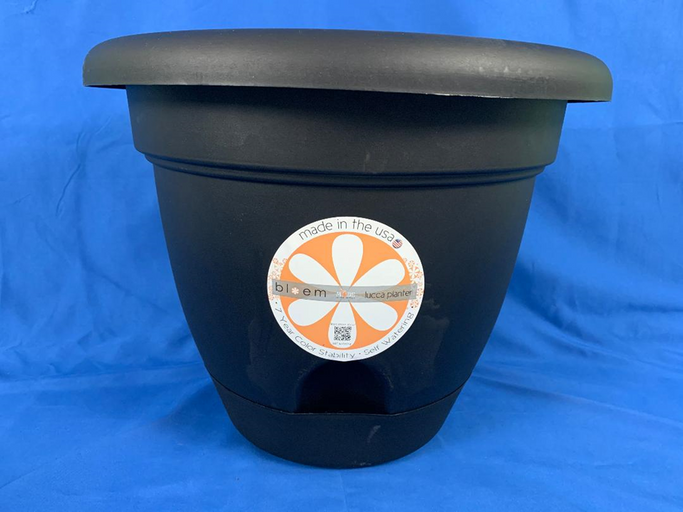 made in the usa
bloem
lucca planter
• 7 Year Color Stability • Self Watering •